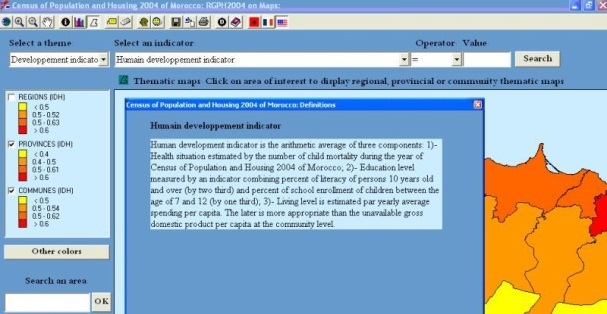 Census of Population and Housing 2004 of Morocco: RGPH2004 on Maps:
Select a theme
Select an indicator
Operator
Value
Developpement indicato
Humain developpement indicator
=
Search
Thematic maps Click on area of interest to display regional, provincial or community thematic maps
REGIONS (IDH)
< 0.5
0.5 - 0.52
0.5 - 0.63
> 0.6
PROVINCES (IDH)
< 0.4
0.4 - 0.5
0.5 - 0.61
> 0.6
COMMUNES (IDH)
< 0.5
0.5 - 0.54
0.5 - 0.62
> 0.6
Other colors
Search an area
OK
Census of Population and Housing 2004 of Morocco: Definitions
Humain developpement indicator
Human development indicator is the arithmetic average of three components: 1)-
Health situation estimated by the number of child mortality during the year of
Census of Population and Housing 2004 of Morocco; 2)- Education level
measured by an indicator combining percent of literacy of persons 10 years old
and over (by two third) and percent of school enrollment of children between the
age of 7 and 12 (by one third); 3)- Living level is estimated par yearly average
spending per capita. The later is more appropriate than the unavailable gross
domestic product per capita at the community level.